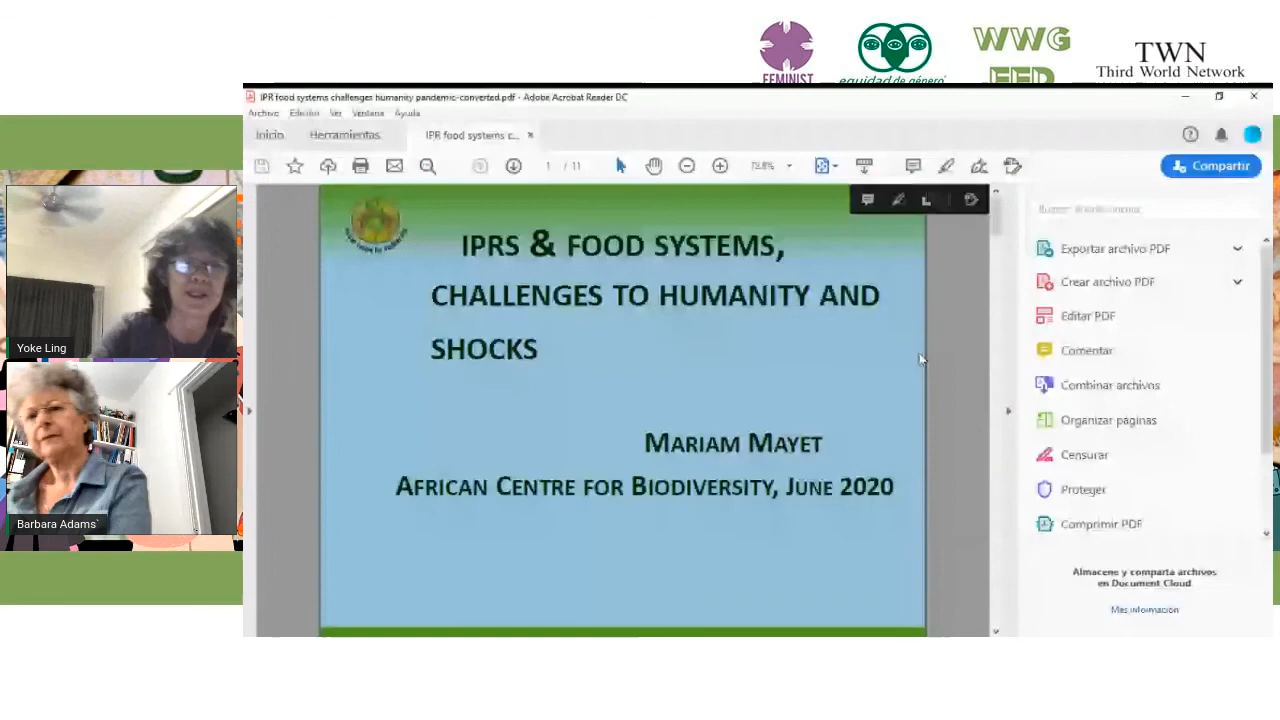 FEMINIST
equidad de género
WWG
FFD
TWN
Third World Network
IPR food systems challenges humanity pandemic-converted.pdf - Adobe Acrobat Reader DC
Archivo Edición Ver Ventana Ayuda
Inicio Herramientas IPR food systems c... ×
1 / 11 72.8% Compartir
IPRS & FOOD SYSTEMS,
CHALLENGES TO HUMANITY AND
SHOCKS
MARIAM MAYET
AFRICAN CENTRE FOR BIODIVERSITY, JUNE 2020
Exportar archivo PDF
Crear archivo PDF
Editar PDF
Comentar
Combinar archivos
Organizar páginas
Censurar
Proteger
Comprimir PDF
Almacene y comparta archivos
en Document Cloud
Más información
Yoke Ling
Barbara Adams`